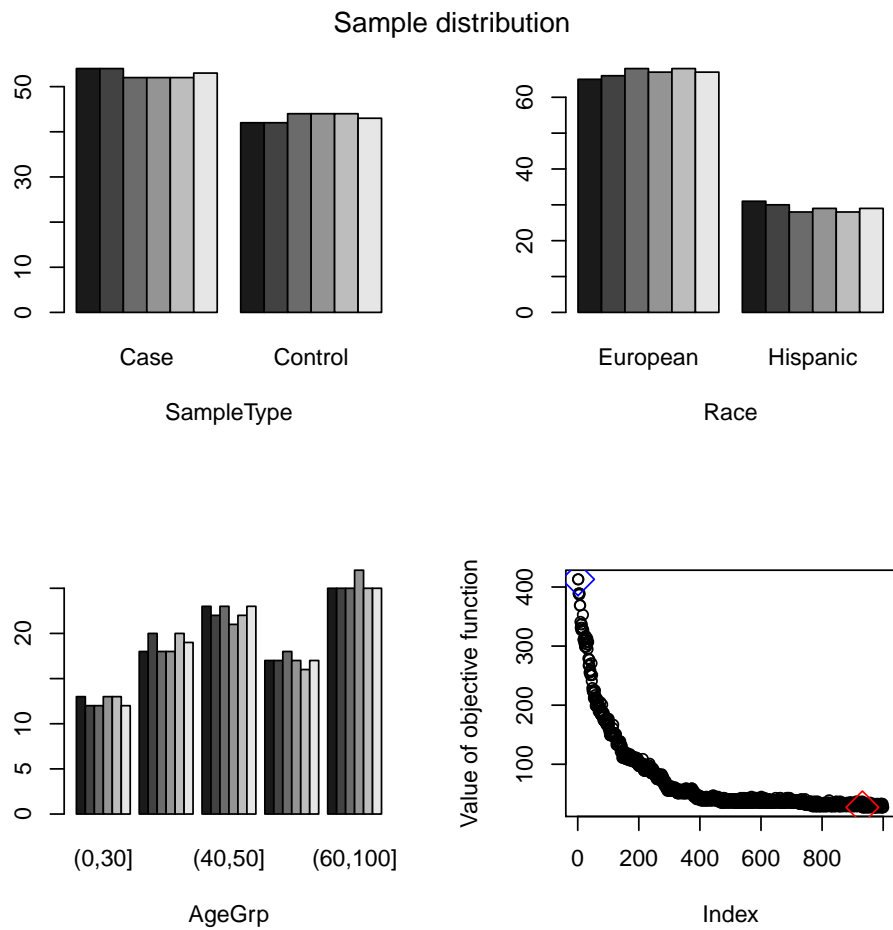 Sample distribution
0
10
30
50
Case
Control
SampleType
0
20
40
60
European
Hispanic
Race
0
5
10
20
(0,30]
(40,50]
(60,100]
AgeGrp
Value of objective function
100
200
300
400
0
200
400
600
800
Index